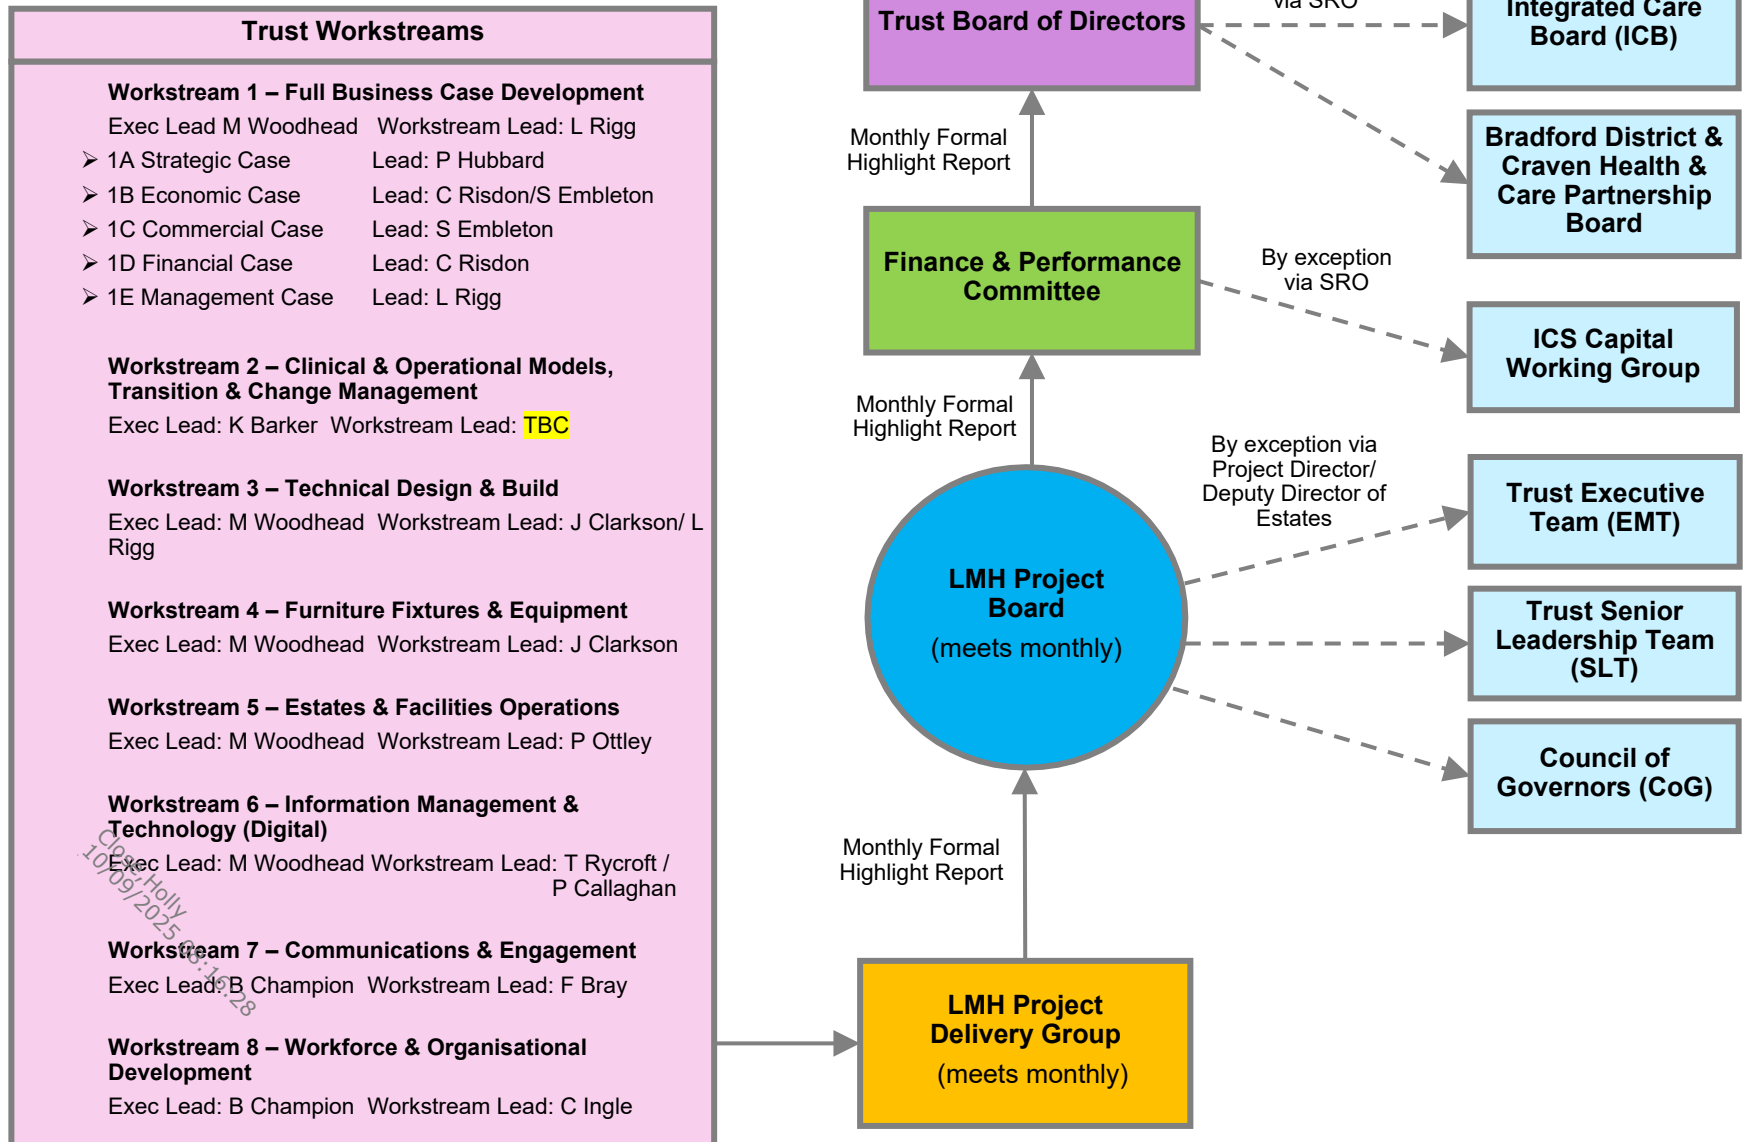 Trust Workstreams
Workstream 1 – Full Business Case Development
Exec Lead M Woodhead Workstream Lead: L Rigg
➢ 1A Strategic Case Lead: P Hubbard
➢ 1B Economic Case Lead: C Risdon/S Embleton
➢ 1C Commercial Case Lead: S Embleton
➢ 1D Financial Case Lead: C Risdon
➢ 1E Management Case Lead: L Rigg
Workstream 2 – Clinical & Operational Models,
Transition & Change Management
Exec Lead: K Barker Workstream Lead: TBC
Workstream 3 – Technical Design & Build
Exec Lead: M Woodhead Workstream Lead: J Clarkson/ L
Rigg
Workstream 4 – Furniture Fixtures & Equipment
Exec Lead: M Woodhead Workstream Lead: J Clarkson
Workstream 5 – Estates & Facilities Operations
Exec Lead: M Woodhead Workstream Lead: P Ottley
Workstream 6 – Information Management &
Technology (Digital)
Exec Lead: M Woodhead Workstream Lead: T Rycroft /
P Callaghan
Workstream 7 – Communications & Engagement
Exec Lead: B Champion Workstream Lead: F Bray
Workstream 8 – Workforce & Organisational
Development
Exec Lead: B Champion Workstream Lead: C Ingle
Close,Holly
10/09/2025 08:16:28
Trust Board of Directors
via SRO
Integrated Care
Board (ICB)
Monthly Formal
Highlight Report
Bradford District &
Craven Health &
Care Partnership
Board
Finance & Performance
Committee
By exception
via SRO
ICS Capital
Working Group
Monthly Formal
Highlight Report
By exception via
Project Director/
Deputy Director of
Estates
Trust Executive
Team (EMT)
LMH Project
Board
(meets monthly)
Trust Senior
Leadership Team
(SLT)
Council of
Governors (CoG)
Monthly Formal
Highlight Report
LMH Project
Delivery Group
(meets monthly)